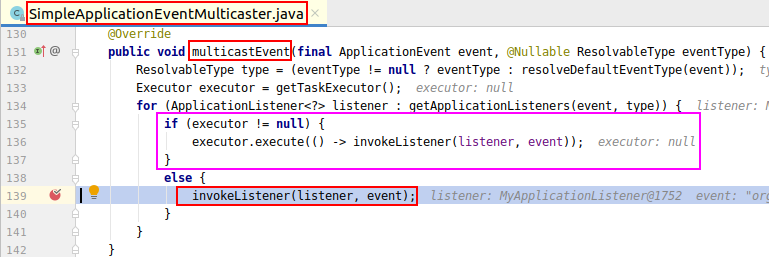 SimpleApplicationEventMulticaster.java ×
130 @Override
131 @ public void multicastEvent(final ApplicationEvent event, @Nullable ResolvableType eventType) {
132 ResolvableType type = (eventType != null ? eventType : resolveDefaultEventType(event)); ty
133 Executor executor = getTaskExecutor(); executor: null
134 for (ApplicationListener<?> listener : getApplicationListeners(event, type)) { listener: M
135 if (executor != null) {
136 executor.execute(() -> invokeListener(listener, event)); executor: null
137 }
138 else {
139 invokeListener(listener, event); listener: MyApplicationListener@1752 event: "org
140 }
141 }
142 }